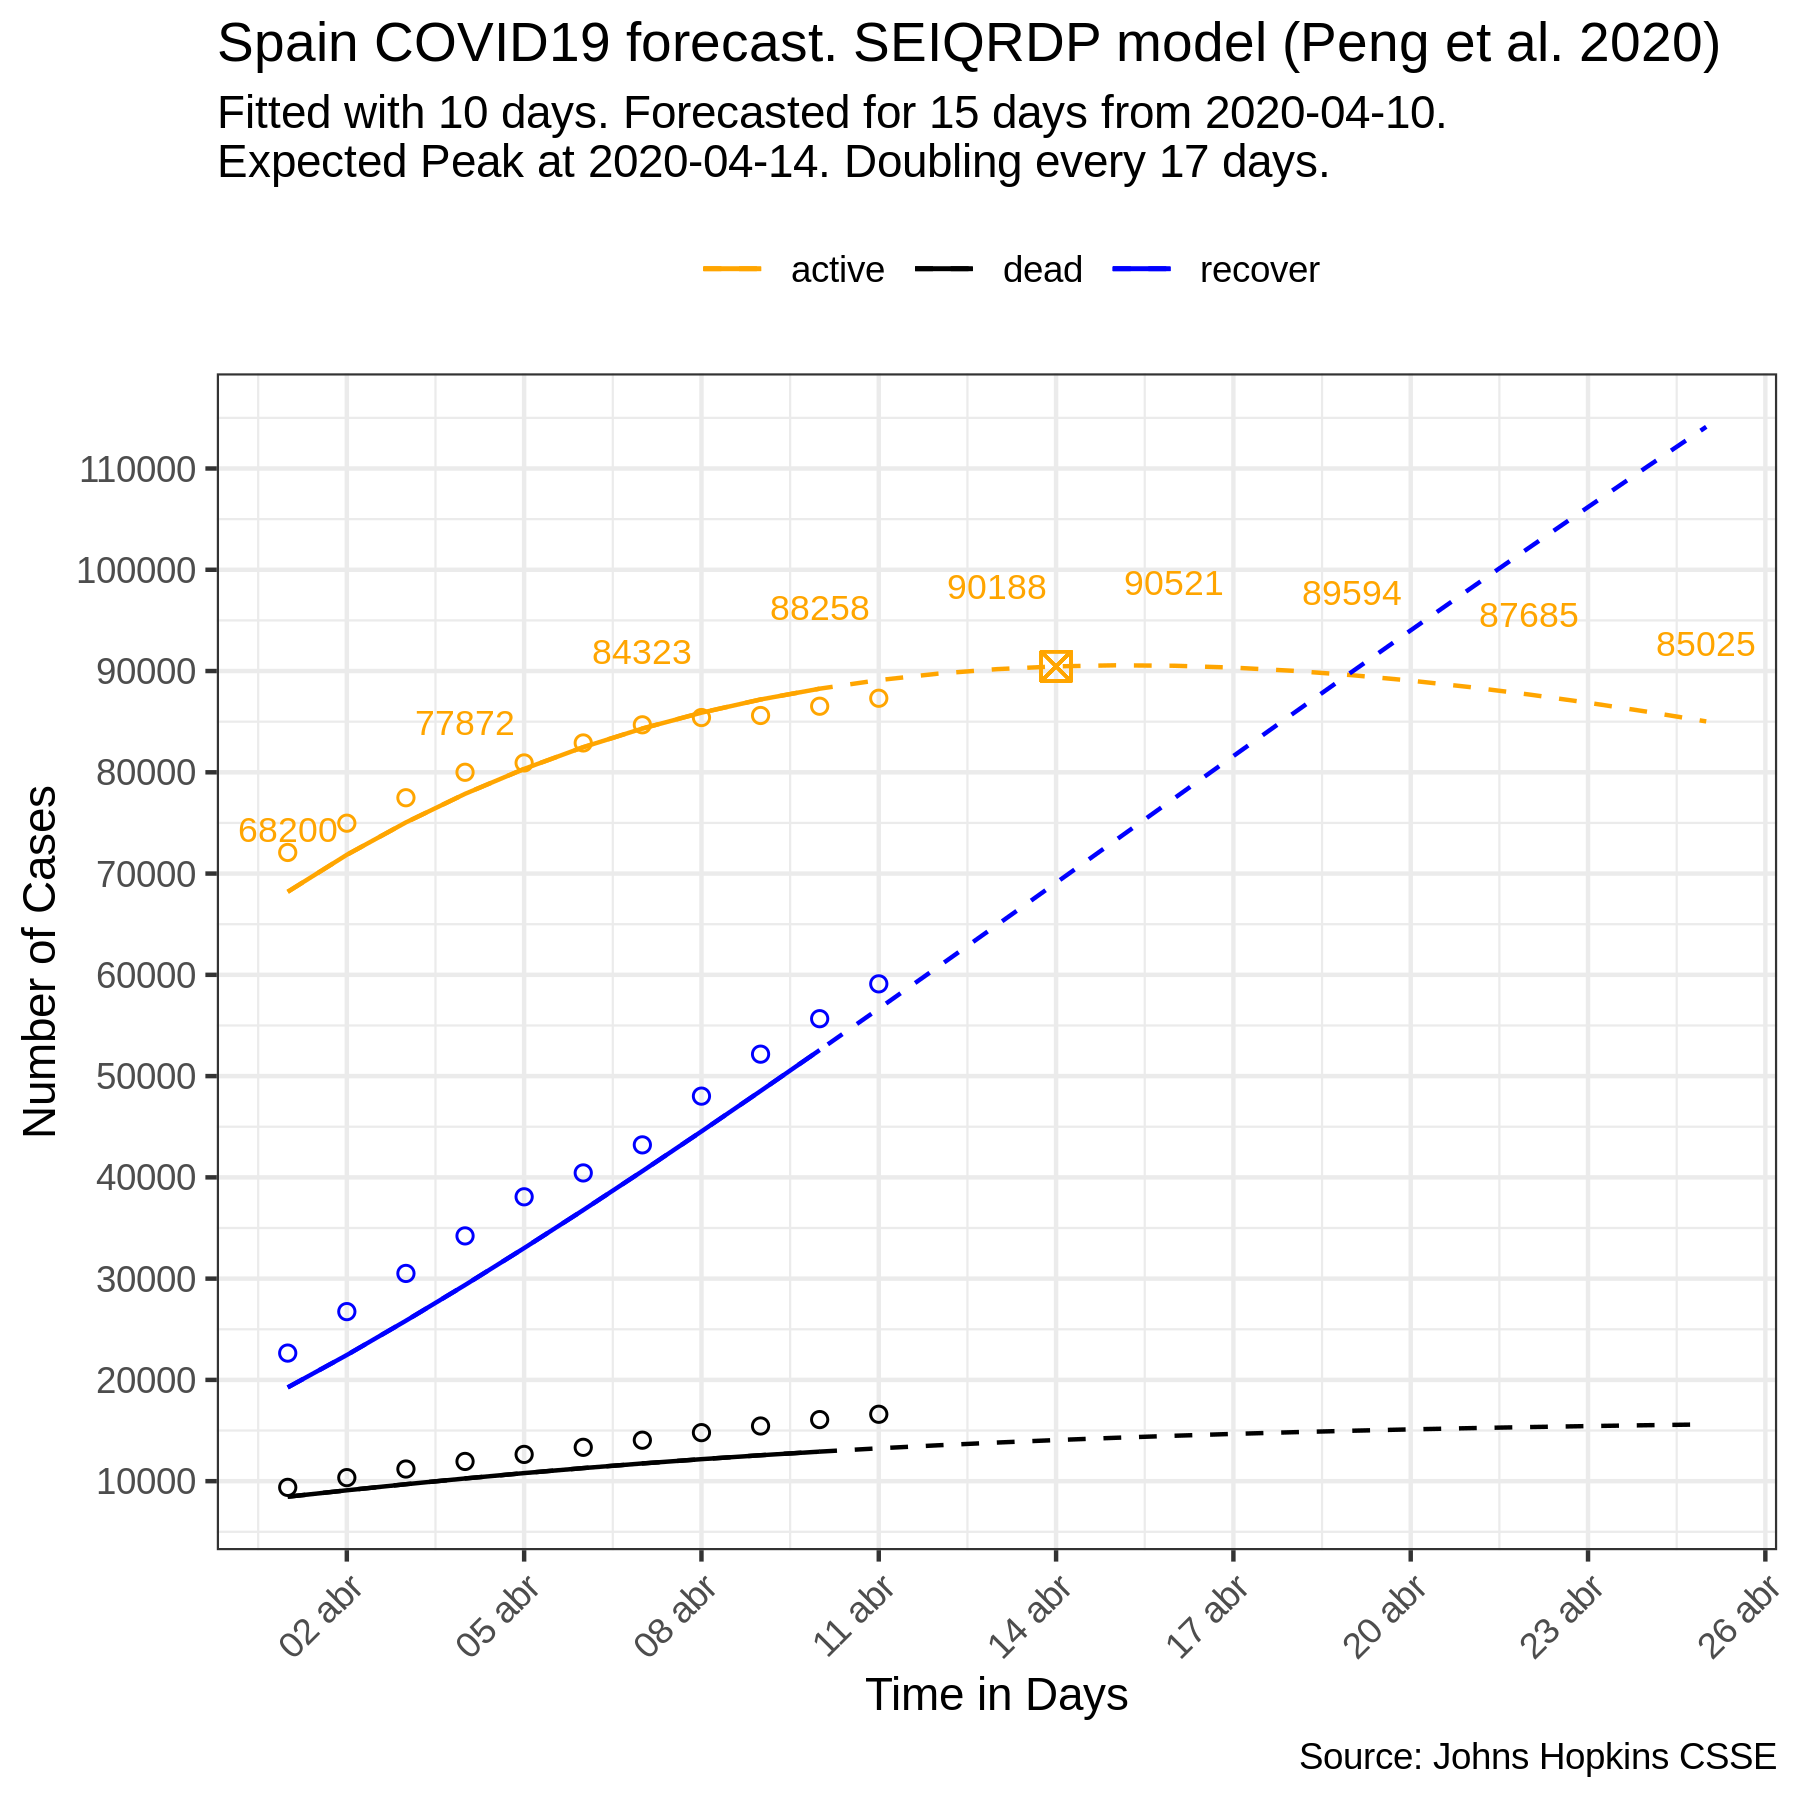 Spain COVID19 forecast. SEIQRDP model (Peng et al. 2020)
Fitted with 10 days. Forecasted for 15 days from 2020-04-10.
Expected Peak at 2020-04-14. Doubling every 17 days.
active dead recover
Number of Cases
110000
100000
90000
80000
70000
60000
50000
40000
30000
20000
10000
68200
77872
84323
88258
90188
90521
89594
87685
85025
02 abr
05 abr
08 abr
11 abr
14 abr
17 abr
20 abr
23 abr
26 abr
Time in Days
Source: Johns Hopkins CSSE